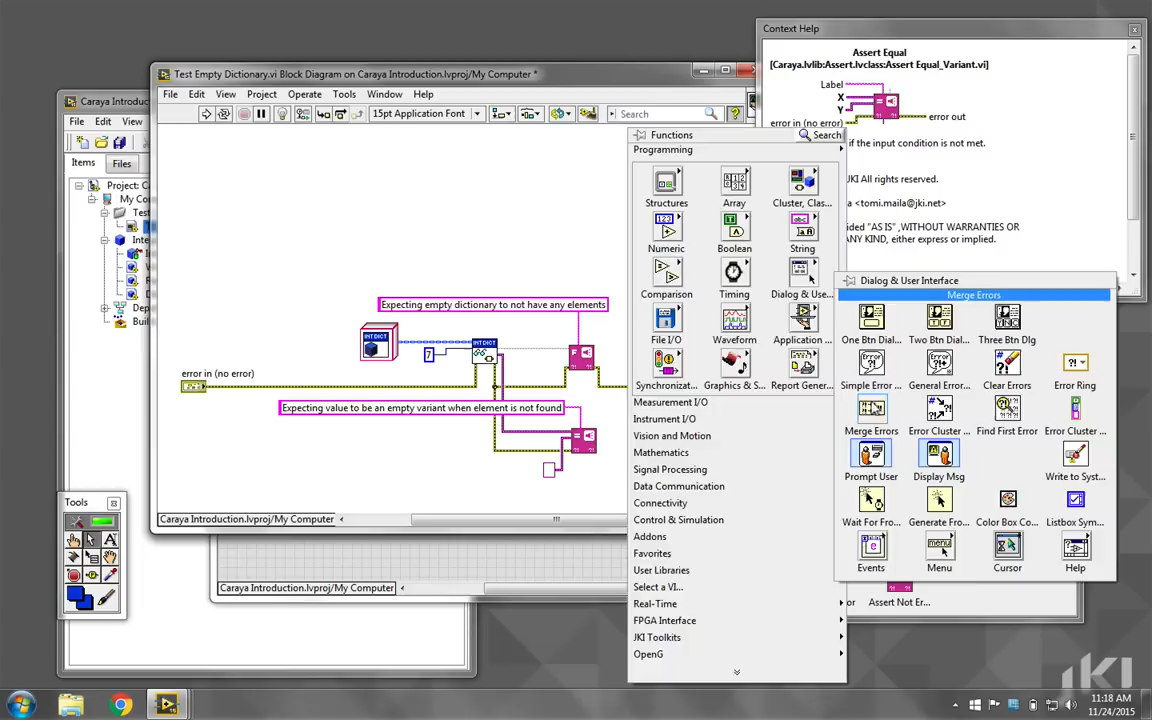 Context Help
Assert Equal
[Caraya.lvlib:Assert.lvclass:Assert Equal_Variant.vi]
Label
X
Y
error in (no error)
error out
if the input condition is not met.
JKI All rights reserved.
a <tomi.maila@jki.net>
ided "AS IS" ,WITHOUT WARRANTIES OR
ANY KIND, either express or implied.
Test Empty Dictionary.vi Block Diagram on Caraya Introduction.lvproj/My Computer *
File Edit View Project Operate Tools Window Help
15pt Application Font
Search
Expecting empty dictionary to not have any elements
INT DICT
INT DICT
7
error in (no error)
Expecting value to be an empty variant when element is not found
Caraya Introduction.lvproj/My Computer
Caraya Introduction.lvproj/My Computer
Caraya Introduc
File Edit View
Items Files
Project: C
My Co
Test
Inte
Dep
Buil
Tools
Functions
Search
Programming
Structures Array Cluster, Clas...
Numeric Boolean String
Comparison Timing Dialog & Use...
File I/O Waveform Application ...
Synchronizat... Graphics & S... Report Gener...
Measurement I/O
Instrument I/O
Vision and Motion
Mathematics
Signal Processing
Data Communication
Connectivity
Control & Simulation
Addons
Favorites
User Libraries
Select a VI...
Real-Time
FPGA Interface
JKI Toolkits
OpenG
Dialog & User Interface
Merge Errors
One Btn Dial... Two Btn Dial... Three Btn Dlg
Simple Error ... General Error... Clear Errors Error Ring
Merge Errors Error Cluster ... Find First Error Error Cluster ...
Prompt User Display Msg Write to Syst...
Wait For Fro... Generate Fro... Color Box Co... Listbox Sym...
Events Menu Cursor Help
or Assert Not Er...
JKI
11:18 AM
11/24/2015